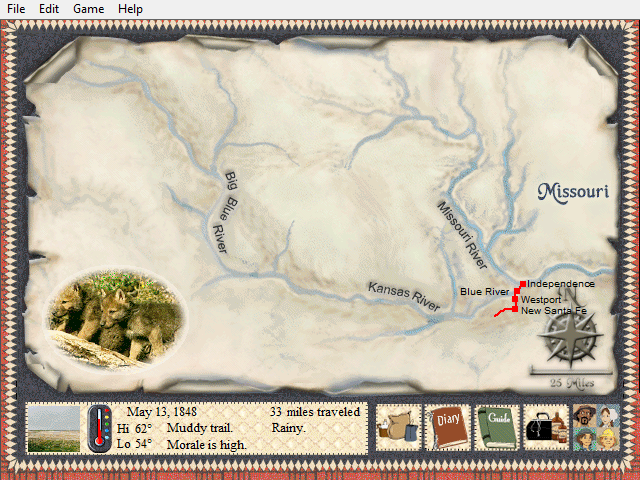 File Edit Game Help
Big Blue River
Missouri
Missouri River
Kansas River
Independence
Blue River
Westport
New Santa Fe
25 Miles
May 13, 1848 33 miles traveled
Hi 62° Muddy trail. Rainy.
Lo 54° Morale is high.
Diary
Guide